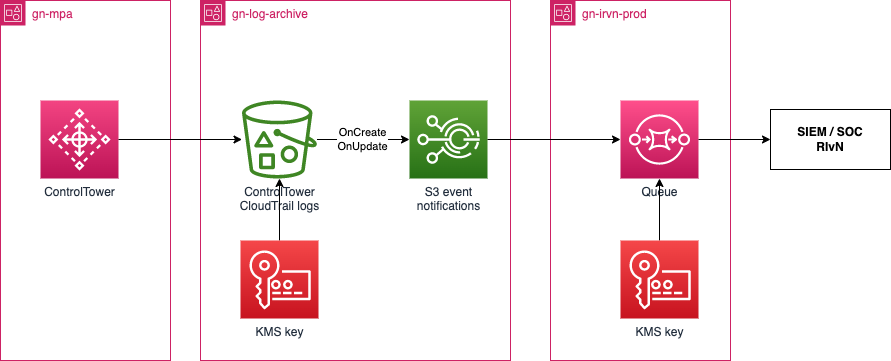 gn-mpa
gn-log-archive
gn-irvn-prod
OnCreate
OnUpdate
SIEM / SOC
RIvN
ControlTower
ControlTower
CloudTrail logs
S3 event
notifications
Queue
KMS key
KMS key